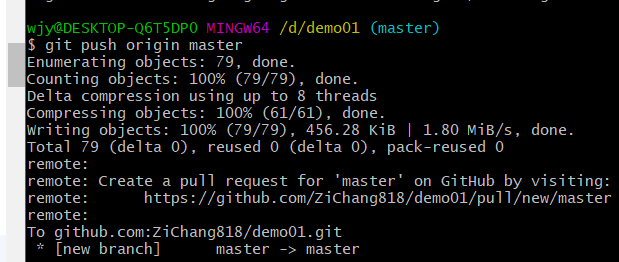 wjy@DESKTOP-Q6T5DP0 MINGW64 /d/demo01 (master)
$ git push origin master
Enumerating objects: 79, done.
Counting objects: 100% (79/79), done.
Delta compression using up to 8 threads
Compressing objects: 100% (61/61), done.
Writing objects: 100% (79/79), 456.28 KiB | 1.80 MiB/s, done.
Total 79 (delta 0), reused 0 (delta 0), pack-reused 0
remote:
remote: Create a pull request for 'master' on GitHub by visiting:
remote:      https://github.com/ZiChang818/demo01/pull/new/master
remote:
To github.com:ZiChang818/demo01.git
 * [new branch]      master -> master